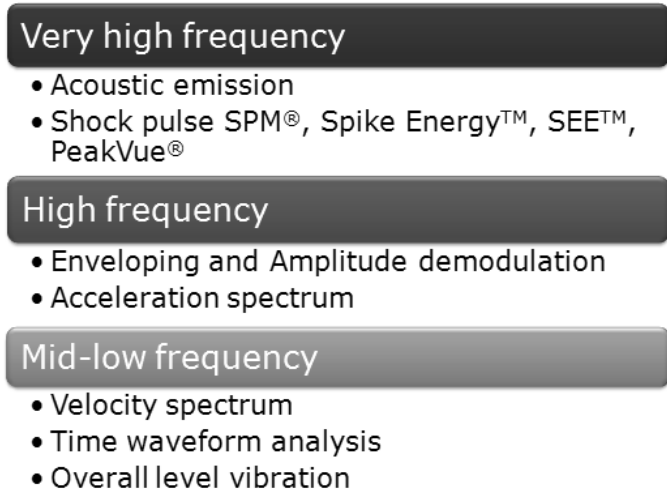 Very high frequency
• Acoustic emission
• Shock pulse SPM®, Spike Energy™, SEE™,
PeakVue®
High frequency
• Enveloping and Amplitude demodulation
• Acceleration spectrum
Mid-low frequency
• Velocity spectrum
• Time waveform analysis
• Overall level vibration